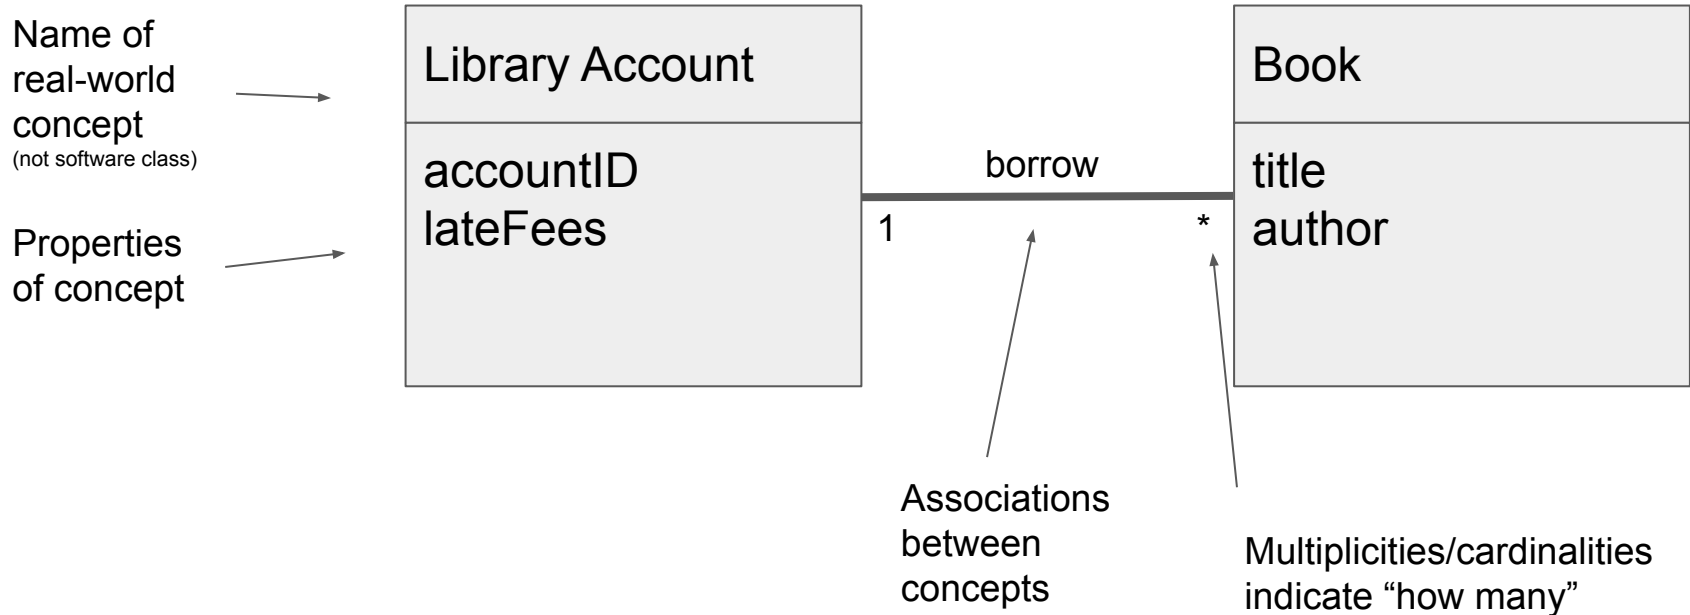 Name of
real-world
concept
(not software class)
Properties
of concept
Library Account
accountID
lateFees
borrow
1
*
Book
title
author
Associations
between
concepts
Multiplicities/cardinalities
indicate “how many”